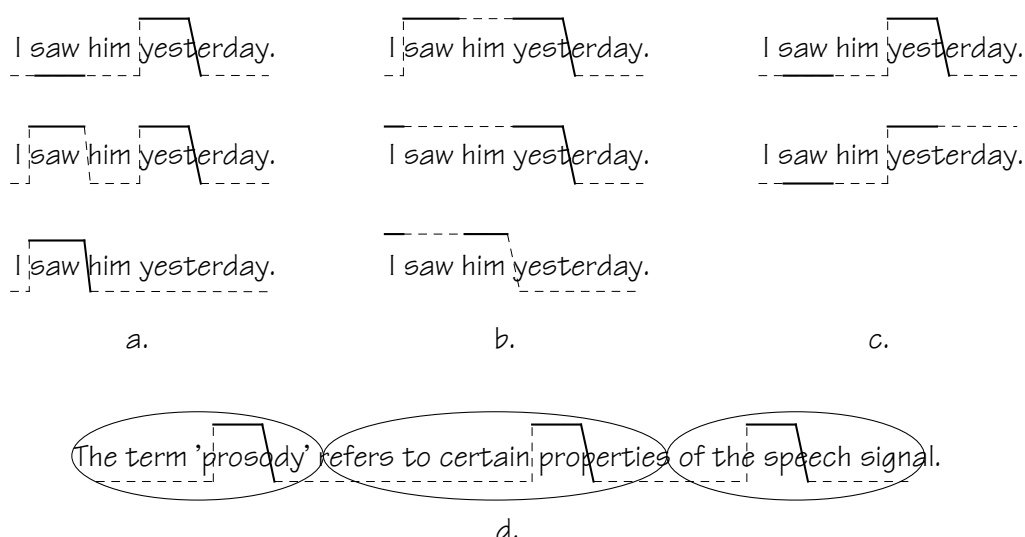 I saw him yesterday.
I saw him yesterday.
I saw him yesterday.
a.
I saw him yesterday.
I saw him yesterday.
I saw him yesterday.
b.
I saw him yesterday.
I saw him yesterday.
c.
The term 'prosody' refers to certain properties of the speech signal.
d.